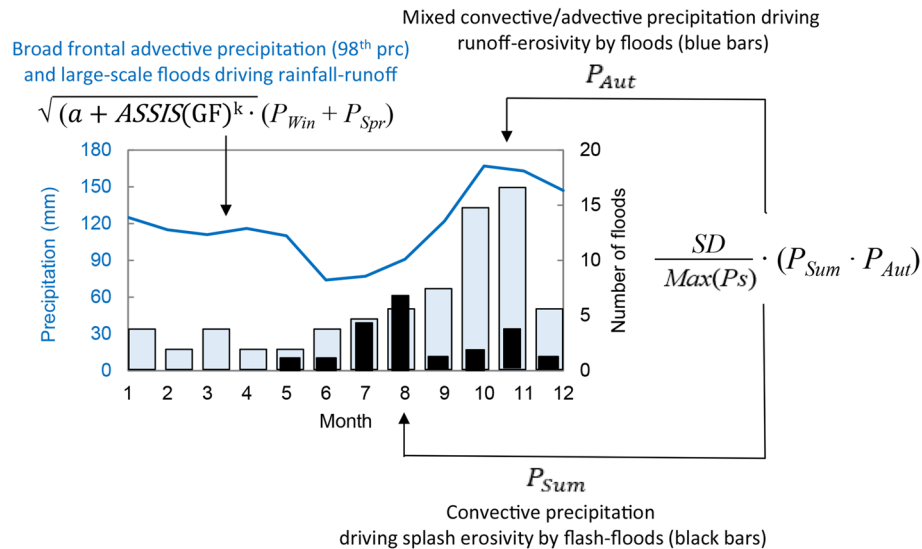 Mixed convective/advective precipitation driving
runoff-erosivity by floods (blue bars)
P_Aut
Broad frontal advective precipitation (98th prc)
and large-scale floods driving rainfall-runoff
√(a + ASSIS(GF)^k · (P_Win + P_Spr)
180
150
120
90
60
30
0
Precipitation (mm)
20
15
10
5
0
Number of floods
1 2 3 4 5 6 7 8 9 10 11 12
Month
SD
Max(Ps)
· (P_Sum · P_Aut)
P_Sum
Convective precipitation
driving splash erosivity by flash-floods (black bars)